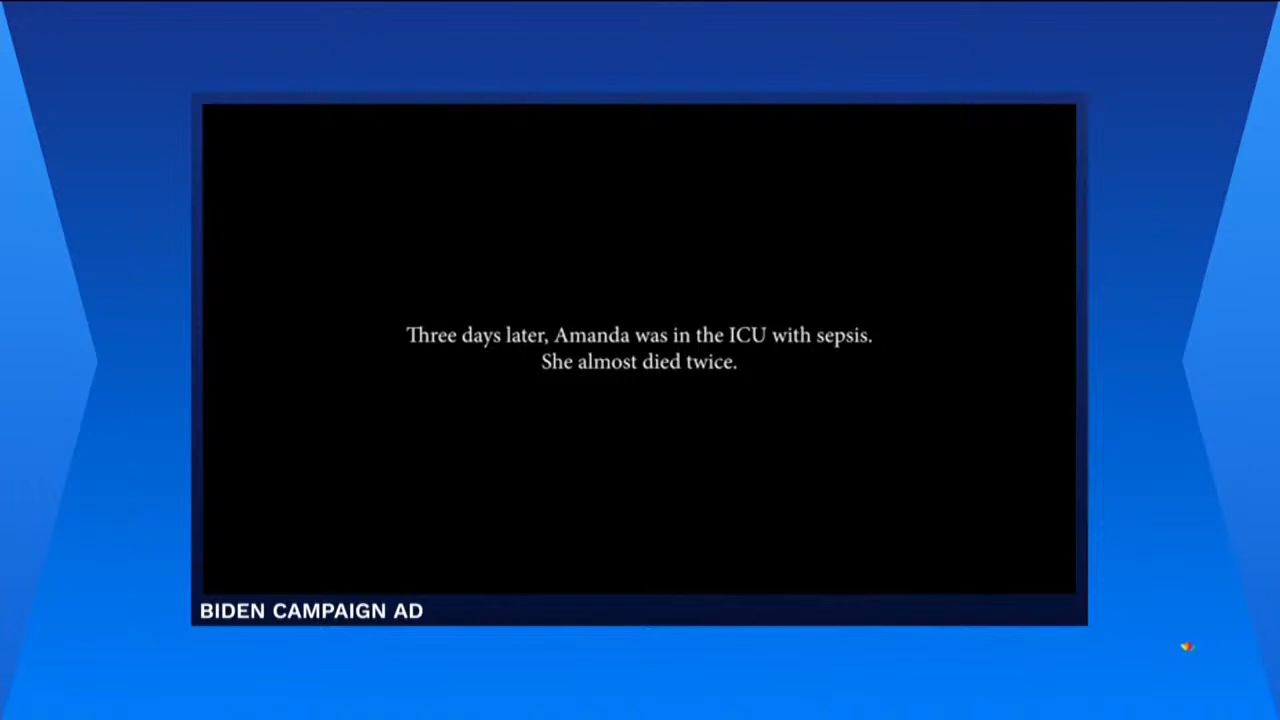 Three days later, Amanda was in the ICU with sepsis.
She almost died twice.
BIDEN CAMPAIGN AD